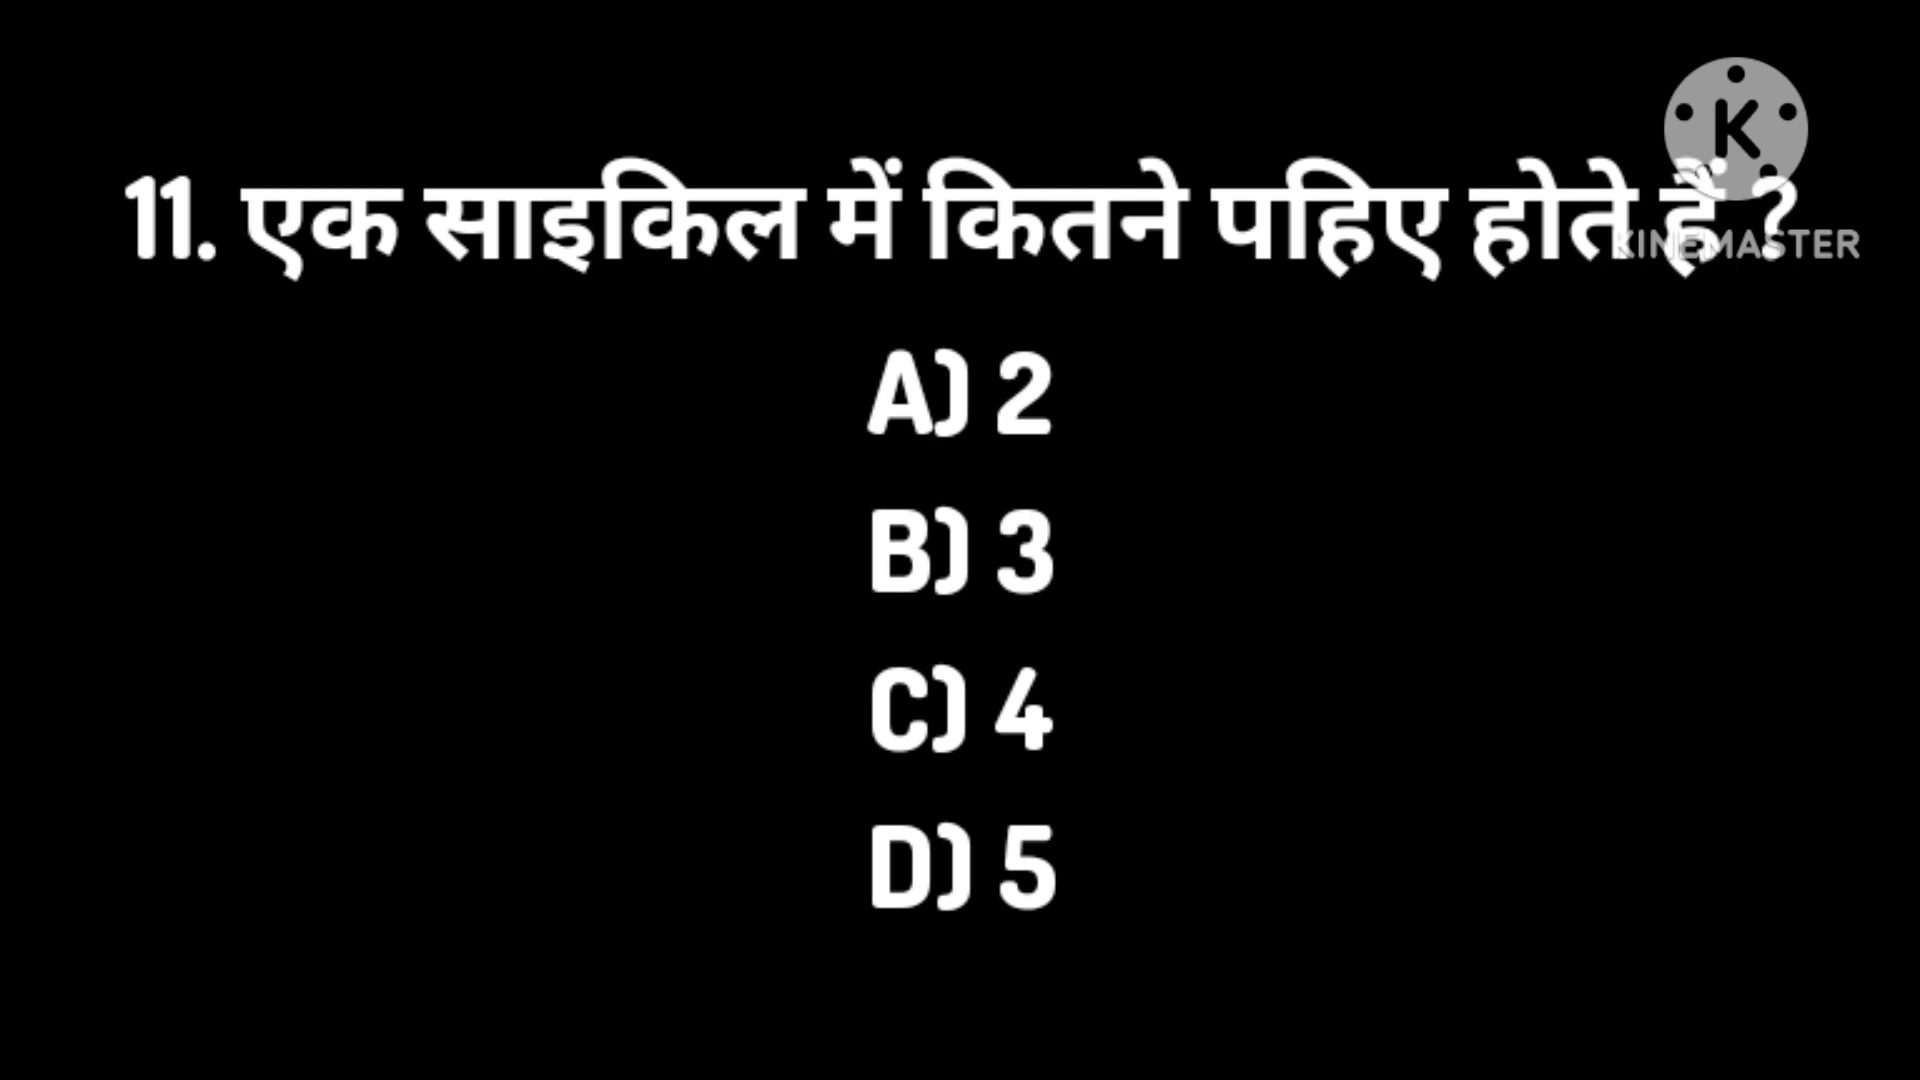 11. एक साइकिल में कितने पहिए होते हैं ?
A) 2
B) 3
C) 4
D) 5
K
KINEMASTER